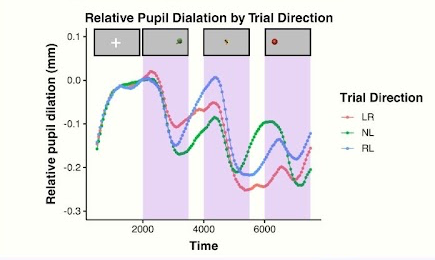 Relative Pupil Dialation by Trial Direction
0.1
0.0
-0.1
-0.2
-0.3
Relative pupil dilation (mm)
2000 4000 6000
Time
Trial Direction
LR
NL
RL